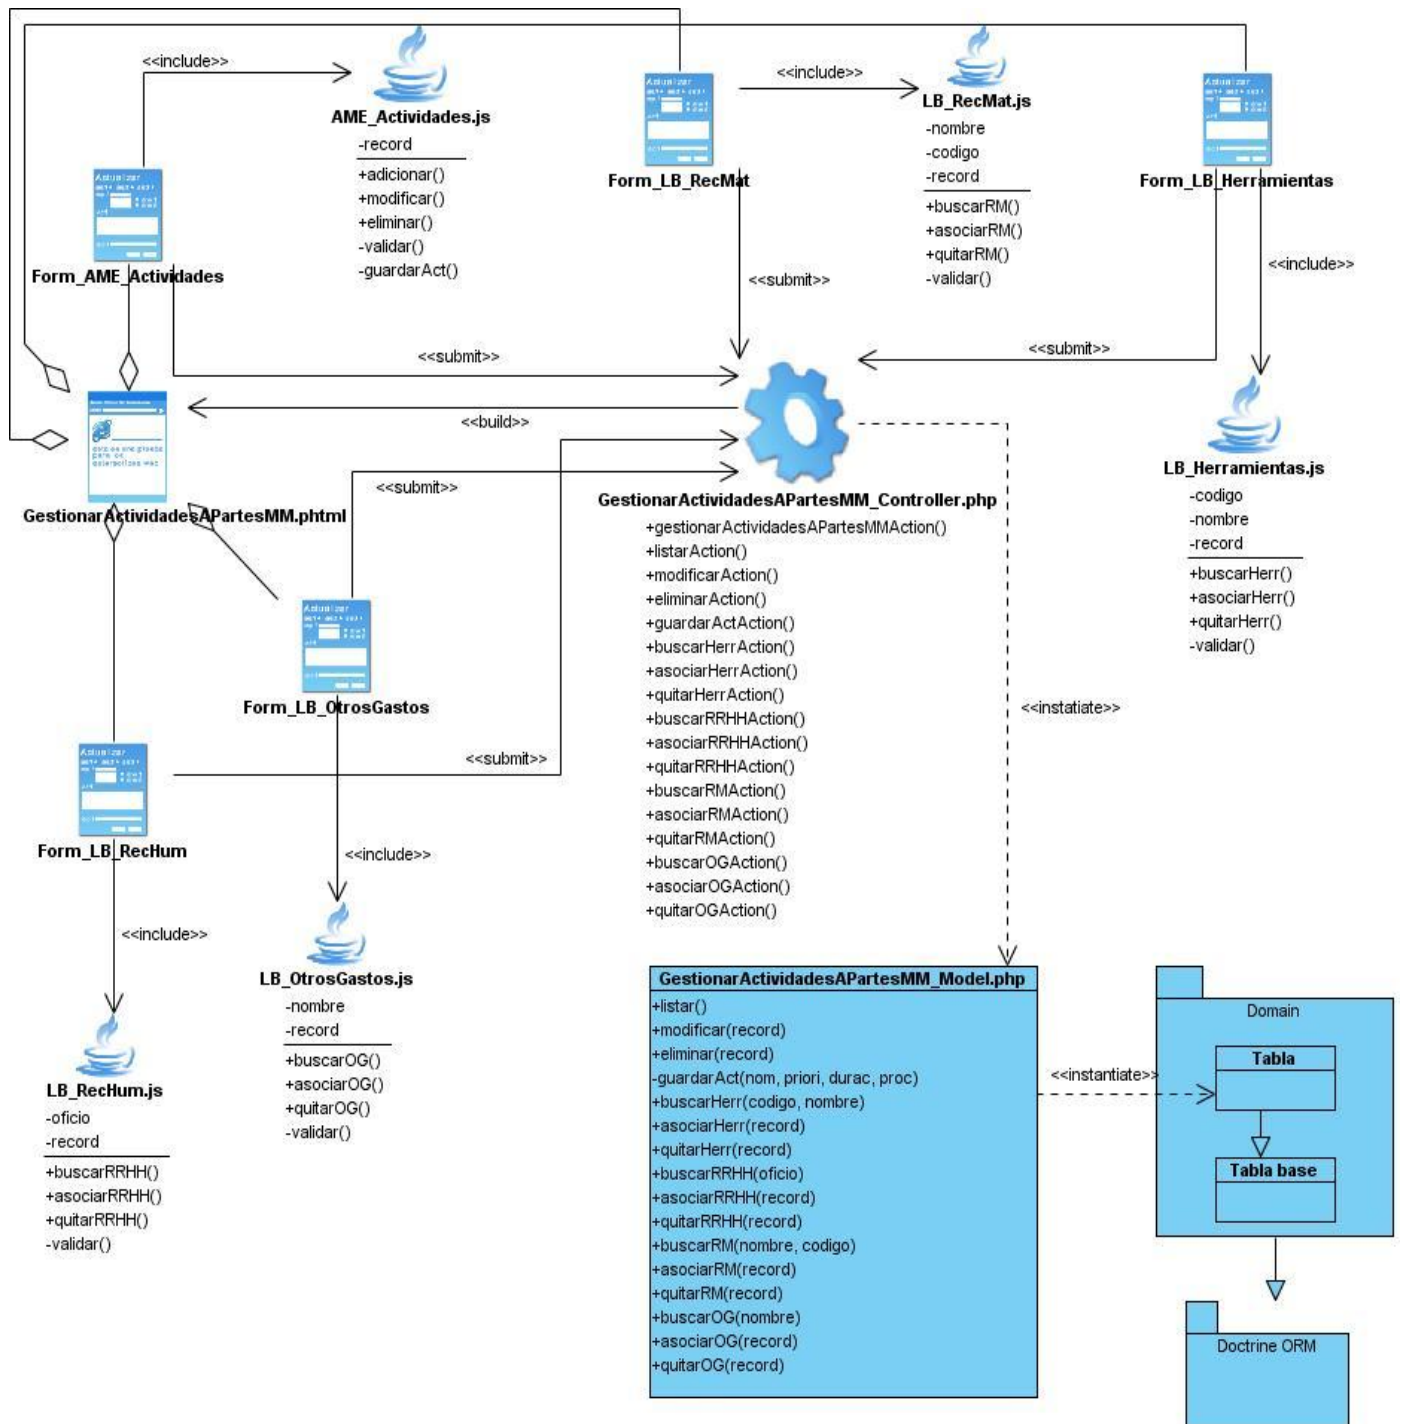 <<include>>
AME_Actividades.js
-record
+adicionar()
+modificar()
+eliminar()
-validar()
-guardarAct()
Actualizar
Form_AME_Actividades
Actualizar
Form_LB_RecMat
<<include>>
LB_RecMat.js
-nombre
-codigo
-record
+buscarRM()
+asociarRM()
+quitarRM()
-validar()
Actualizar
Form_LB_Herramientas
<<include>>
<<submit>>
<<submit>>
<<submit>>
<<build>>
<<submit>>
GestionarActividadesAPartesMM.phtml
GestionarActividadesAPartesMM_Controller.php
+gestionarActividadesAPartesMMAction()
+listarAction()
+modificarAction()
+eliminarAction()
+guardarActAction()
+buscarHerrAction()
+asociarHerrAction()
+quitarHerrAction()
+buscarRRHHAction()
+asociarRRHHAction()
+quitarRRHHAction()
+buscarRMAction()
+asociarRMAction()
+quitarRMAction()
+buscarOGAction()
+asociarOGAction()
+quitarOGAction()
LB_Herramientas.js
-codigo
-nombre
-record
+buscarHerr()
+asociarHerr()
+quitarHerr()
-validar()
Actualizar
Form_LB_OtrosGastos
<<submit>>
<<instatiate>>
Actualizar
Form_LB_RecHum
<<include>>
<<include>>
LB_OtrosGastos.js
-nombre
-record
+buscarOG()
+asociarOG()
+quitarOG()
-validar()
LB_RecHum.js
-oficio
-record
+buscarRRHH()
+asociarRRHH()
+quitarRRHH()
-validar()
GestionarActividadesAPartesMM_Model.php
+listar()
+modificar(record)
+eliminar(record)
-guardarAct(nom, priori, durac, proc)
+buscarHerr(codigo, nombre)
+asociarHerr(record)
+quitarHerr(record)
+buscarRRHH(oficio)
+asociarRRHH(record)
+quitarRRHH(record)
+buscarRM(nombre, codigo)
+asociarRM(record)
+quitarRM(record)
+buscarOG(nombre)
+asociarOG(record)
+quitarOG(record)
<<instantiate>>
Domain
Tabla
Tabla base
Doctrine ORM